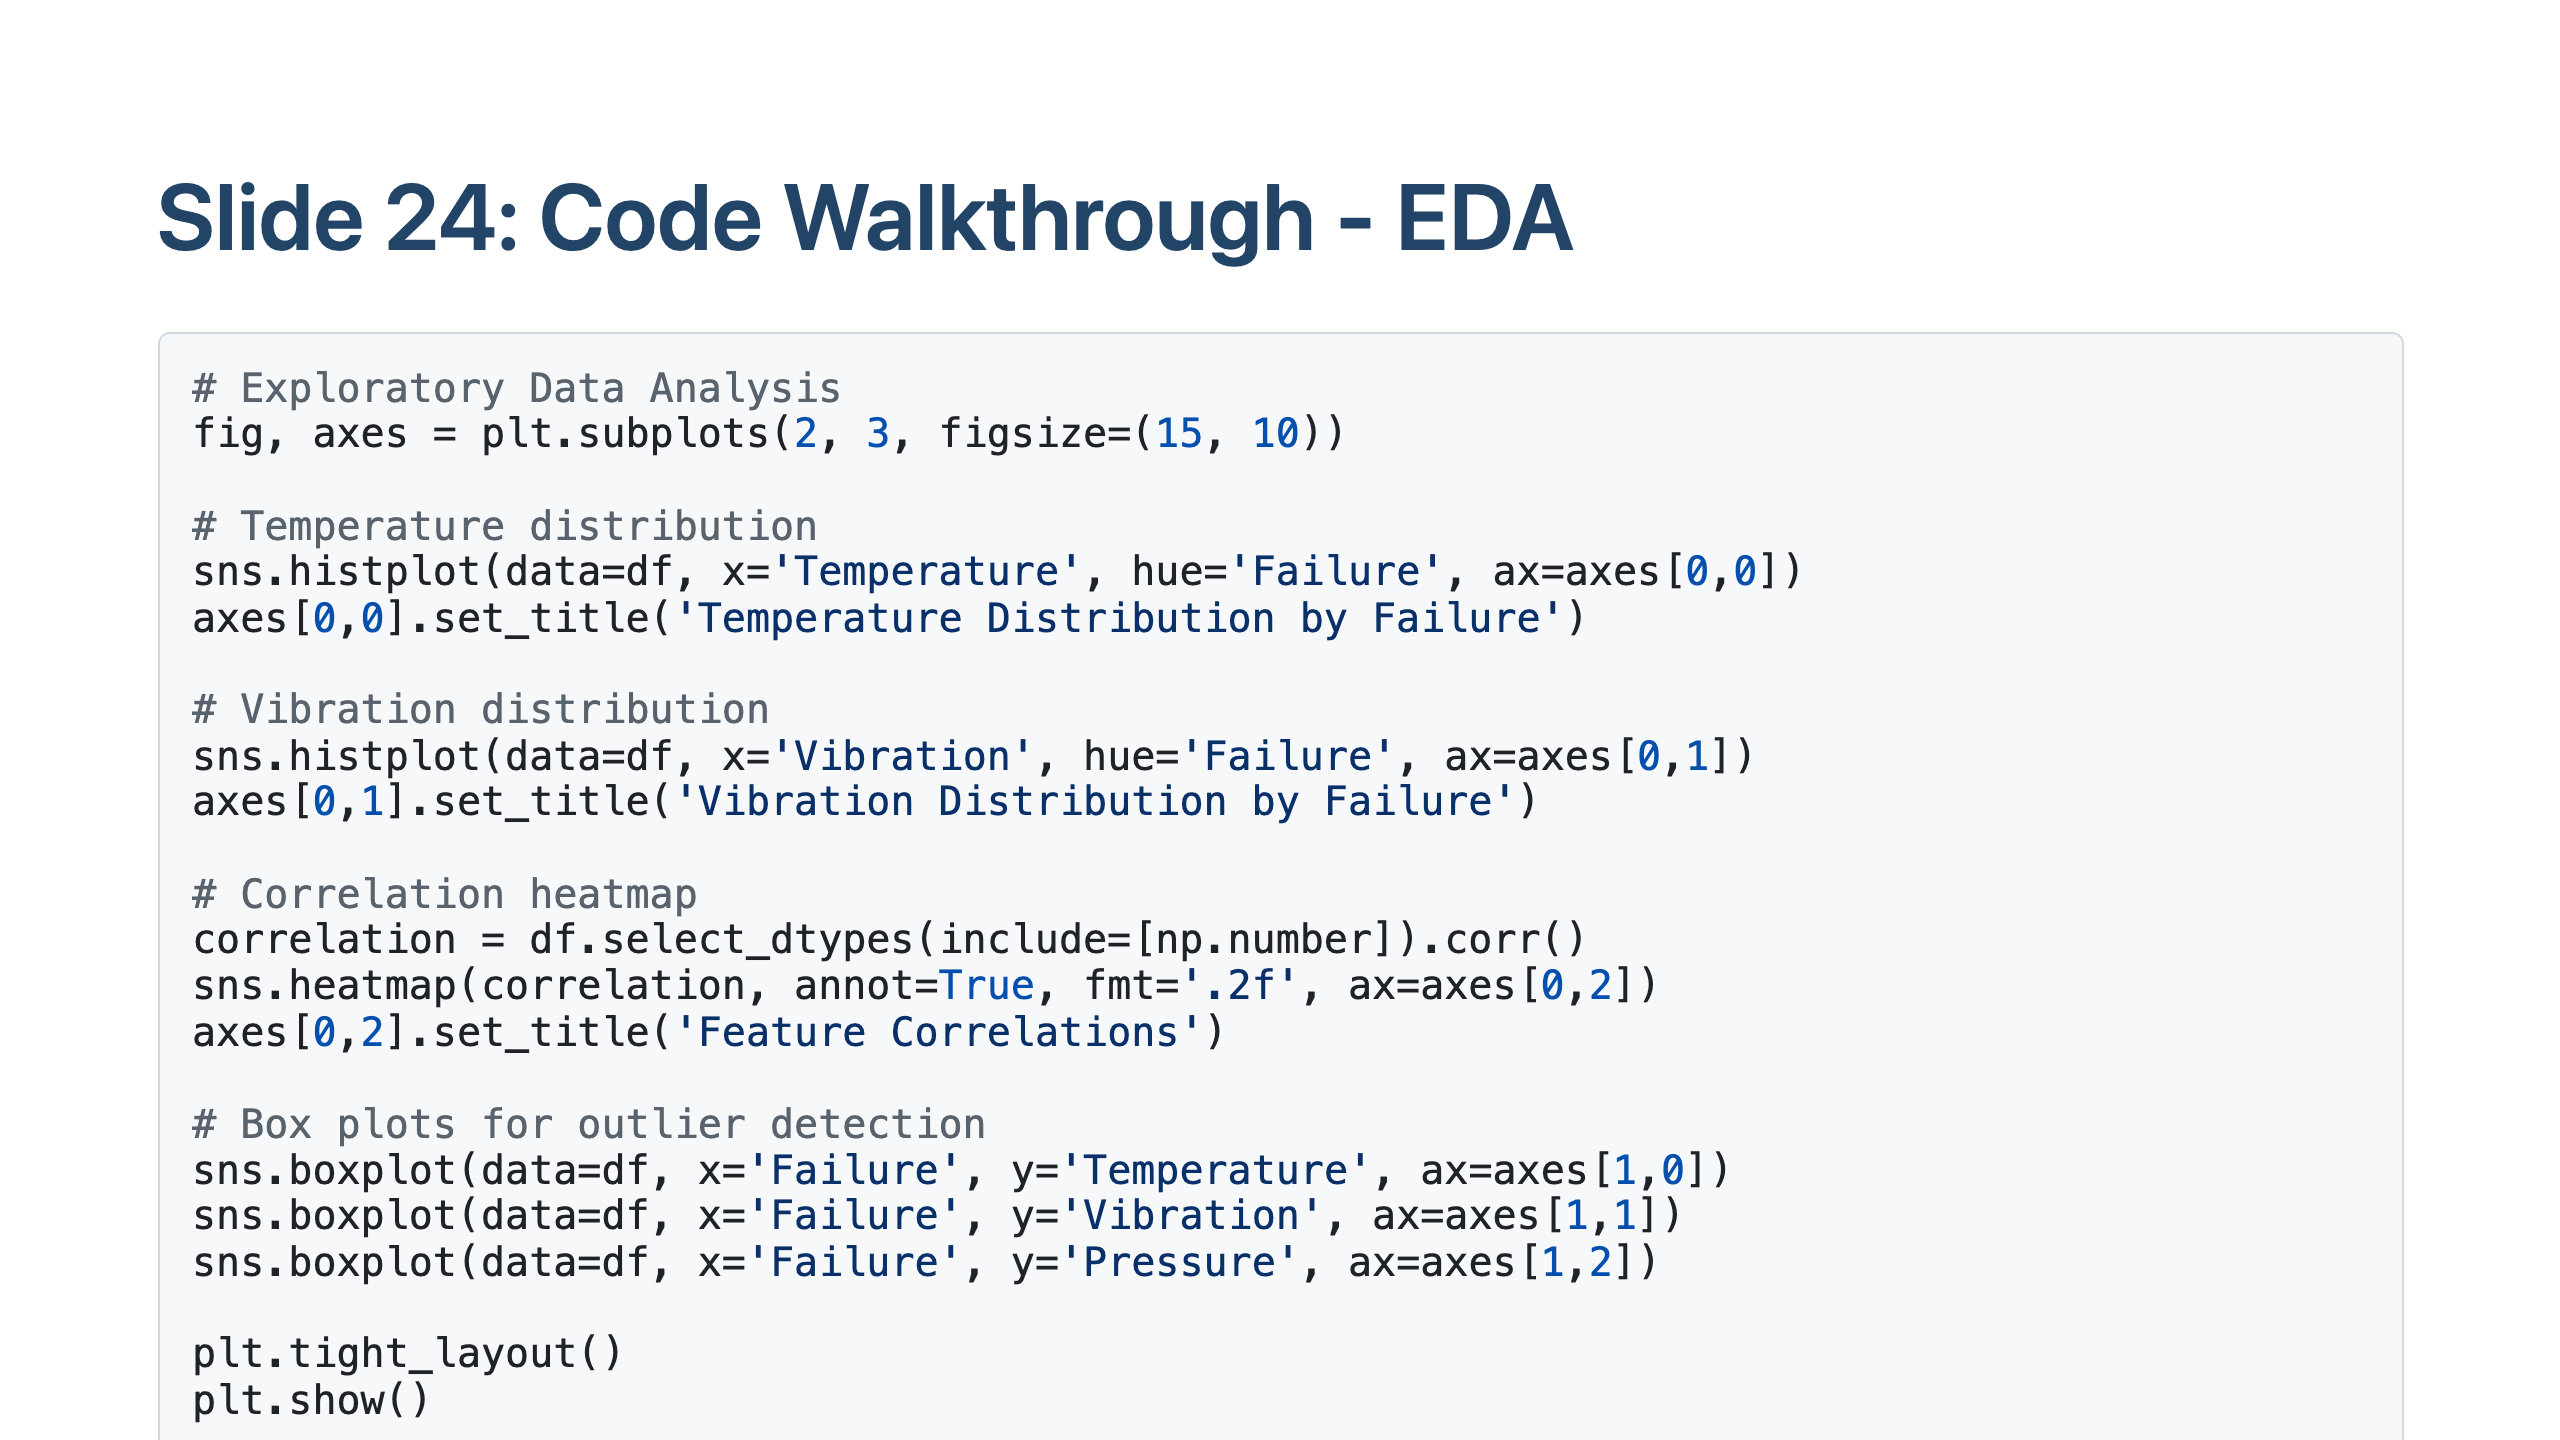 Slide 24: Code Walkthrough - EDA
# Exploratory Data Analysis
fig, axes = plt.subplots(2, 3, figsize=(15, 10))
# Temperature distribution
sns.histplot(data=df, x='Temperature', hue='Failure', ax=axes[0,0])
axes[0,0].set_title('Temperature Distribution by Failure')
# Vibration distribution
sns.histplot(data=df, x='Vibration', hue='Failure', ax=axes[0,1])
axes[0,1].set_title('Vibration Distribution by Failure')
# Correlation heatmap
correlation = df.select_dtypes(include=[np.number]).corr()
sns.heatmap(correlation, annot=True, fmt='.2f', ax=axes[0,2])
axes[0,2].set_title('Feature Correlations')
# Box plots for outlier detection
sns.boxplot(data=df, x='Failure', y='Temperature', ax=axes[1,0])
sns.boxplot(data=df, x='Failure', y='Vibration', ax=axes[1,1])
sns.boxplot(data=df, x='Failure', y='Pressure', ax=axes[1,2])
plt.tight_layout()
plt.show()